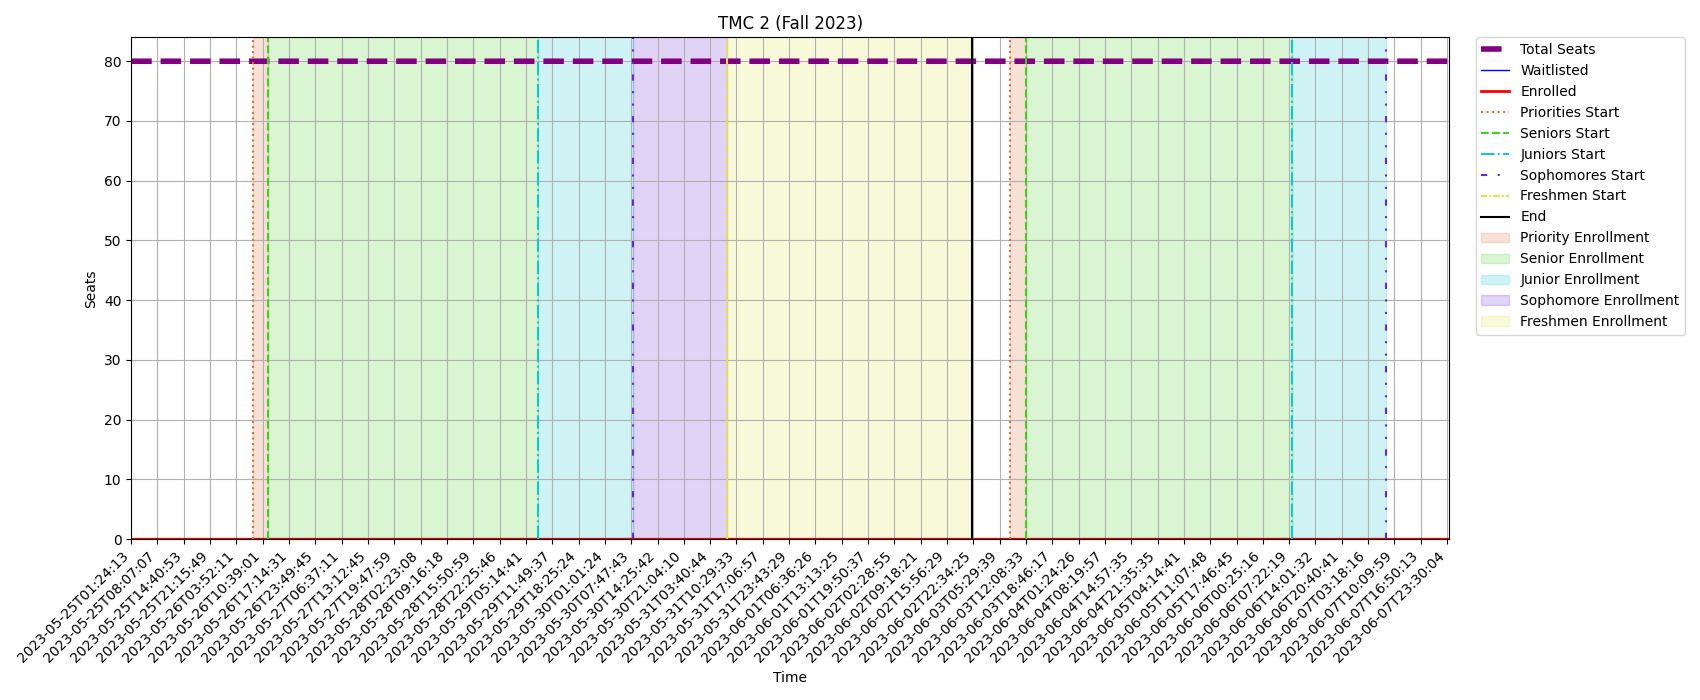 TMC 2 (Fall 2023)
Seats
80
70
60
50
40
30
20
10
0
2023-05-25T01:24:13
2023-05-25T08:07:07
2023-05-25T14:40:53
2023-05-25T21:15:49
2023-05-26T03:52:11
2023-05-26T10:39:01
2023-05-26T17:14:31
2023-05-26T23:49:45
2023-05-27T06:37:11
2023-05-27T13:12:45
2023-05-27T19:47:59
2023-05-28T02:23:08
2023-05-28T09:16:18
2023-05-28T15:50:59
2023-05-28T22:25:46
2023-05-29T05:14:41
2023-05-29T11:49:37
2023-05-29T18:25:24
2023-05-30T01:01:24
2023-05-30T07:47:43
2023-05-30T14:25:42
2023-05-30T21:04:10
2023-05-31T03:40:44
2023-05-31T10:29:33
2023-05-31T17:06:57
2023-05-31T23:43:29
2023-06-01T06:36:26
2023-06-01T13:13:25
2023-06-01T19:50:37
2023-06-02T02:28:55
2023-06-02T09:18:21
2023-06-02T15:56:29
2023-06-02T22:34:25
2023-06-03T05:29:39
2023-06-03T12:08:33
2023-06-03T18:46:17
2023-06-04T01:24:26
2023-06-04T08:19:57
2023-06-04T14:57:35
2023-06-04T21:35:35
2023-06-05T04:14:41
2023-06-05T11:07:48
2023-06-05T17:46:45
2023-06-06T00:25:16
2023-06-06T07:22:19
2023-06-06T14:01:32
2023-06-06T20:40:41
2023-06-07T03:18:16
2023-06-07T10:09:59
2023-06-07T16:50:13
2023-06-07T23:30:04
Time
Total Seats
Waitlisted
Enrolled
Priorities Start
Seniors Start
Juniors Start
Sophomores Start
Freshmen Start
End
Priority Enrollment
Senior Enrollment
Junior Enrollment
Sophomore Enrollment
Freshmen Enrollment